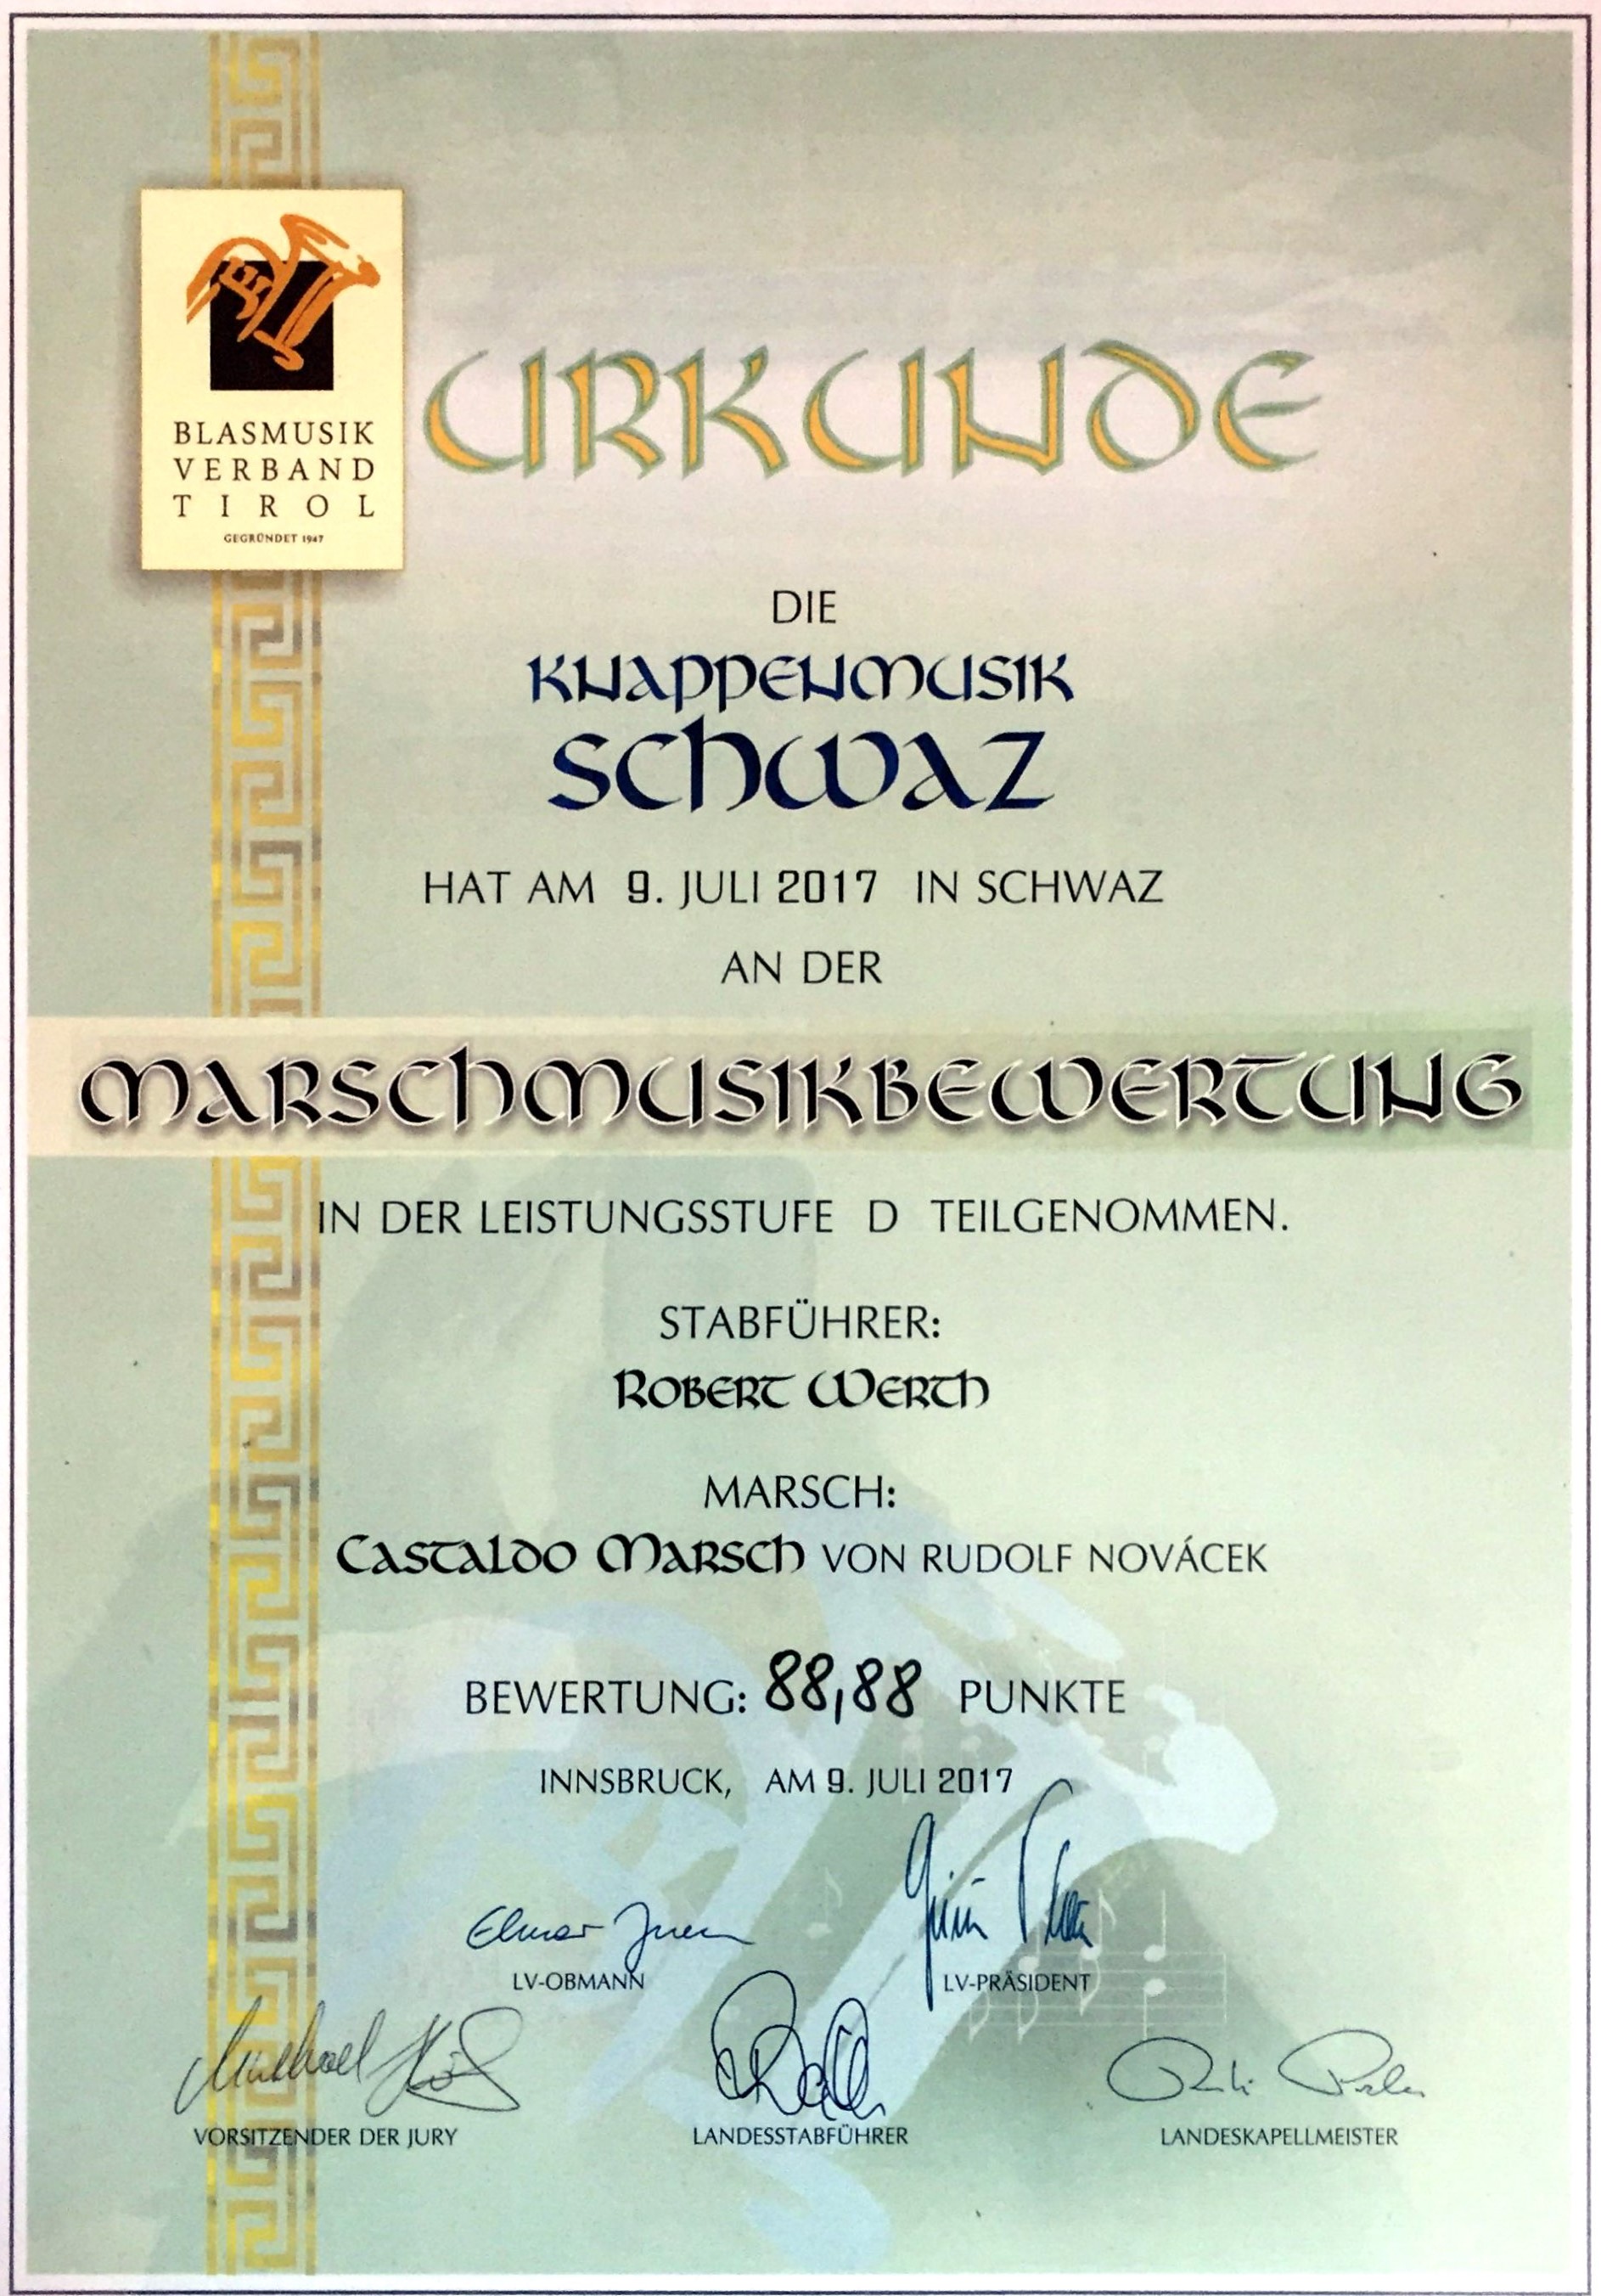 BLASMUSIK
VERBAND
TIROL
GEGRÜNDET 1947
URKUNDE
DIE
KNAPPENMUSIK
SCHWAZ
HAT AM 9. JULI 2017 IN SCHWAZ
AN DER
MARSCHMUSIKBEWERTUNG
IN DER LEISTUNGSSTUFE D TEILGENOMMEN.
STABFÜHRER:
ROBERT WERTH
MARSCH:
CASTALDO MARSCH VON RUDOLF NOVÁCEK
BEWERTUNG: 88,88 PUNKTE
INNSBRUCK, AM 9. JULI 2017
Elmar
LV-OBMANN
LV-PRÄSIDENT
Michael
VORSITZENDER DER JURY
LANDESSTABFÜHRER
LANDESKAPELLMEISTER